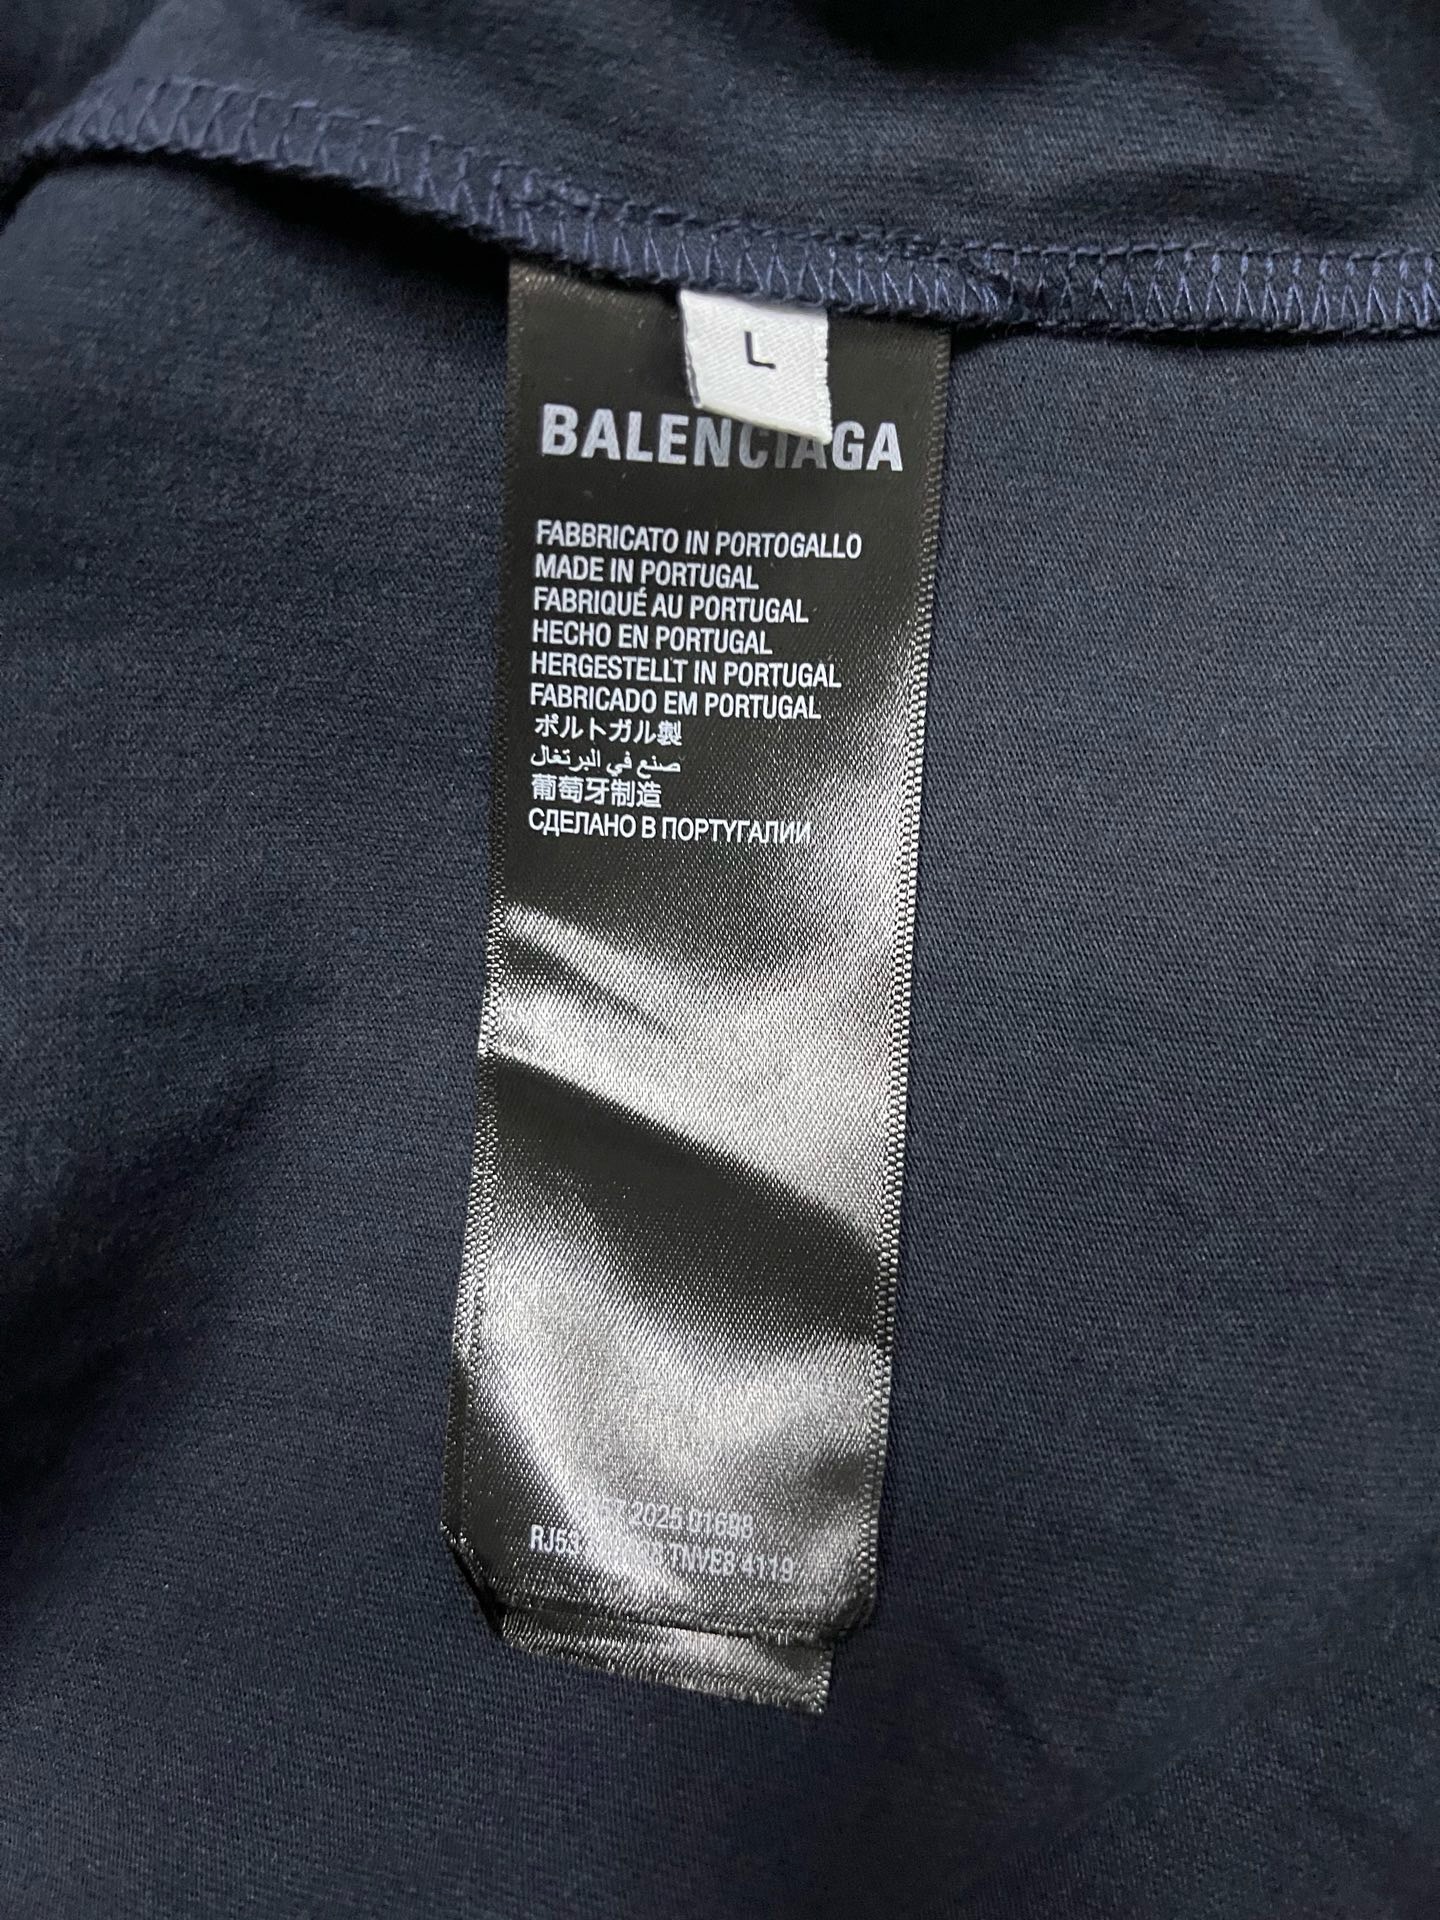 L
BALENCIAGA
FABBRICATO IN PORTOGALLO
MADE IN PORTUGAL
FABRIQUÉ AU PORTUGAL
HECHO EN PORTUGAL
HERGESTELLT IN PORTUGAL
FABRICADO EM PORTUGAL
ポルトガル製
صنع في البرتغال
葡萄牙制造
СДЕЛАНО В ПОРТУГАЛИИ
2025 01698
TNVE8 4119